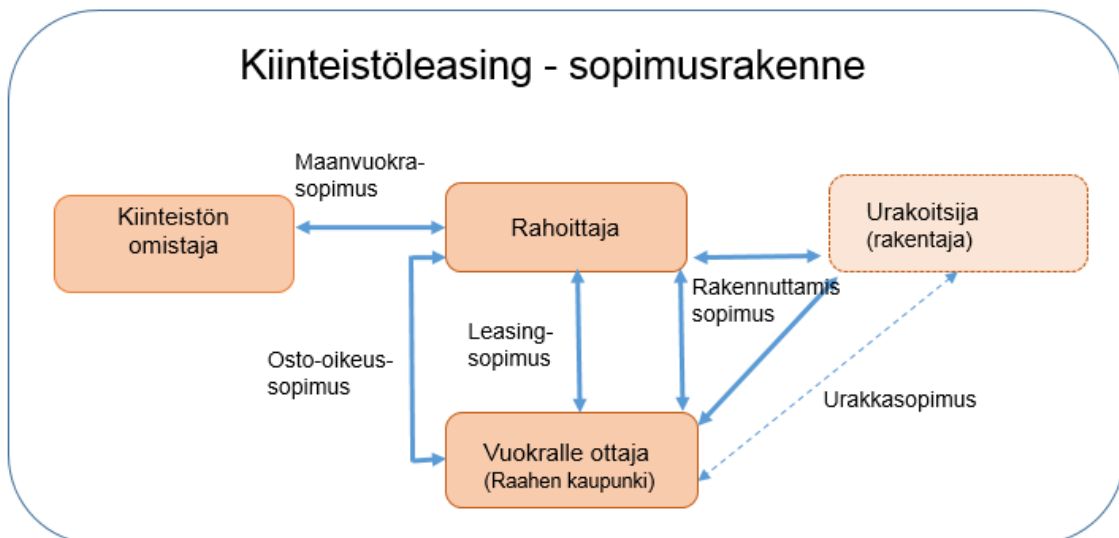 Kiinteistöleasing - sopimusrakenne
Maanvuokra-
sopimus
Kiinteistön
omistaja
Rahoittaja
Urakoitsija
(rakentaja)
Rakennuttamis
sopimus
Leasing-
sopimus
Osto-oikeus-
sopimus
Urakkasopimus
Vuokralle ottaja
(Raahen kaupunki)